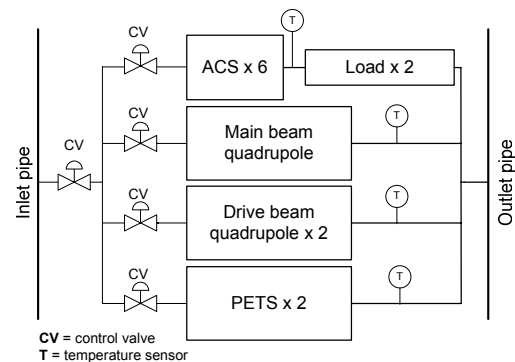 CV
T
ACS x 6
Load x 2
CV
T
Main beam
quadrupole
CV
Inlet pipe
Outlet pipe
CV
T
Drive beam
quadrupole x 2
CV
T
PETS x 2
CV = control valve
T = temperature sensor